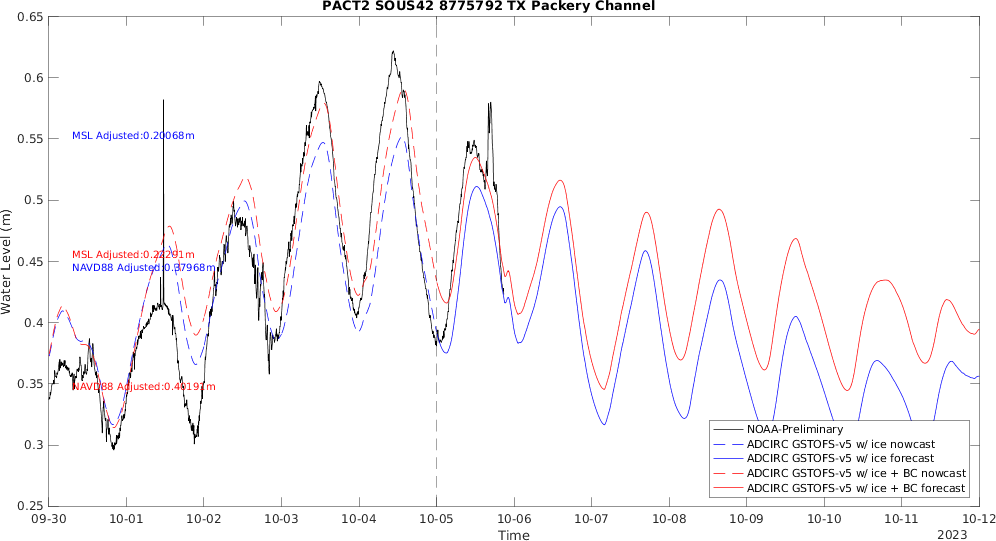 PACT2 SOUS42 8775792 TX Packery Channel
Water Level (m)
0.65
0.6
0.55
0.5
0.45
0.4
0.35
0.3
0.25
MSL Adjusted:0.20068m
MSL Adjusted:0.22291m
NAVD88 Adjusted:0.37968m
NAVD88 Adjusted:0.40191m
NOAA-Preliminary
ADCIRC GSTOFS-v5 w/ ice nowcast
ADCIRC GSTOFS-v5 w/ ice forecast
ADCIRC GSTOFS-v5 w/ ice + BC nowcast
ADCIRC GSTOFS-v5 w/ ice + BC forecast
09-30 10-01 10-02 10-03 10-04 10-05 10-06 10-07 10-08 10-09 10-10 10-11 10-12
Time
2023